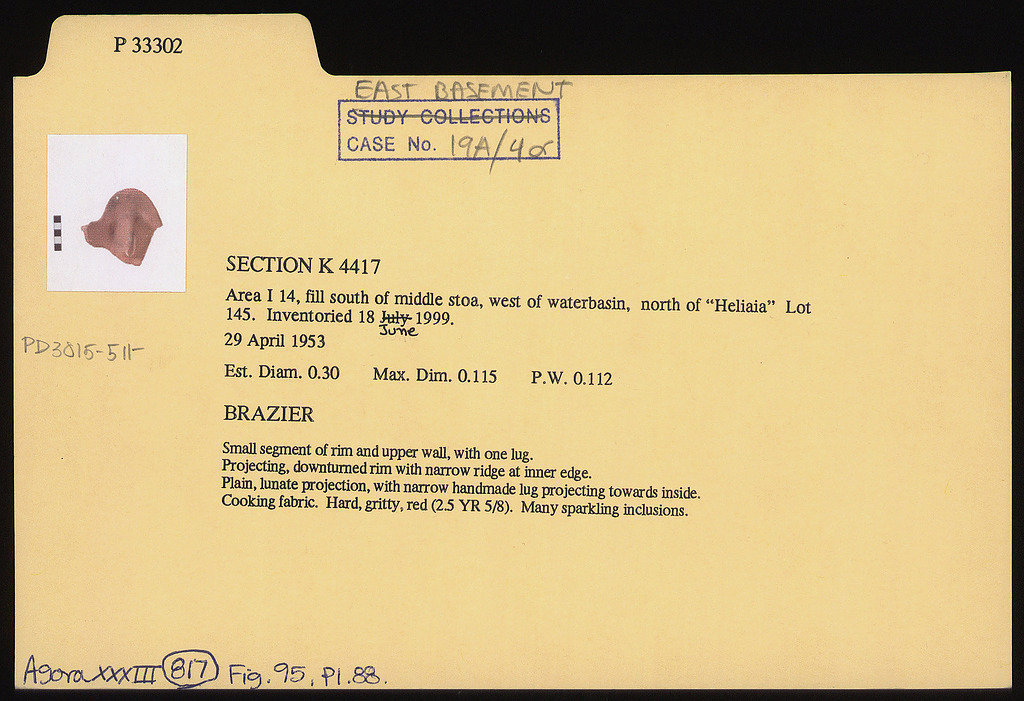 P 33302
EAST BASEMENT
STUDY COLLECTIONS
CASE No. 19A/40r
SECTION K 4417
Area I 14, fill south of middle stoa, west of waterbasin, north of “Heliaia” Lot
145. Inventoried 18 July 1999.
June
29 April 1953
PD3015-511
Est. Diam. 0.30 Max. Dim. 0.115 P.W. 0.112
BRAZIER
Small segment of rim and upper wall, with one lug.
Projecting, downturned rim with narrow ridge at inner edge.
Plain, lunate projection, with narrow handmade lug projecting towards inside.
Cooking fabric. Hard, gritty, red (2.5 YR 5/8). Many sparkling inclusions.
Agora XXXIII 817 Fig. 95, Pl. 88.